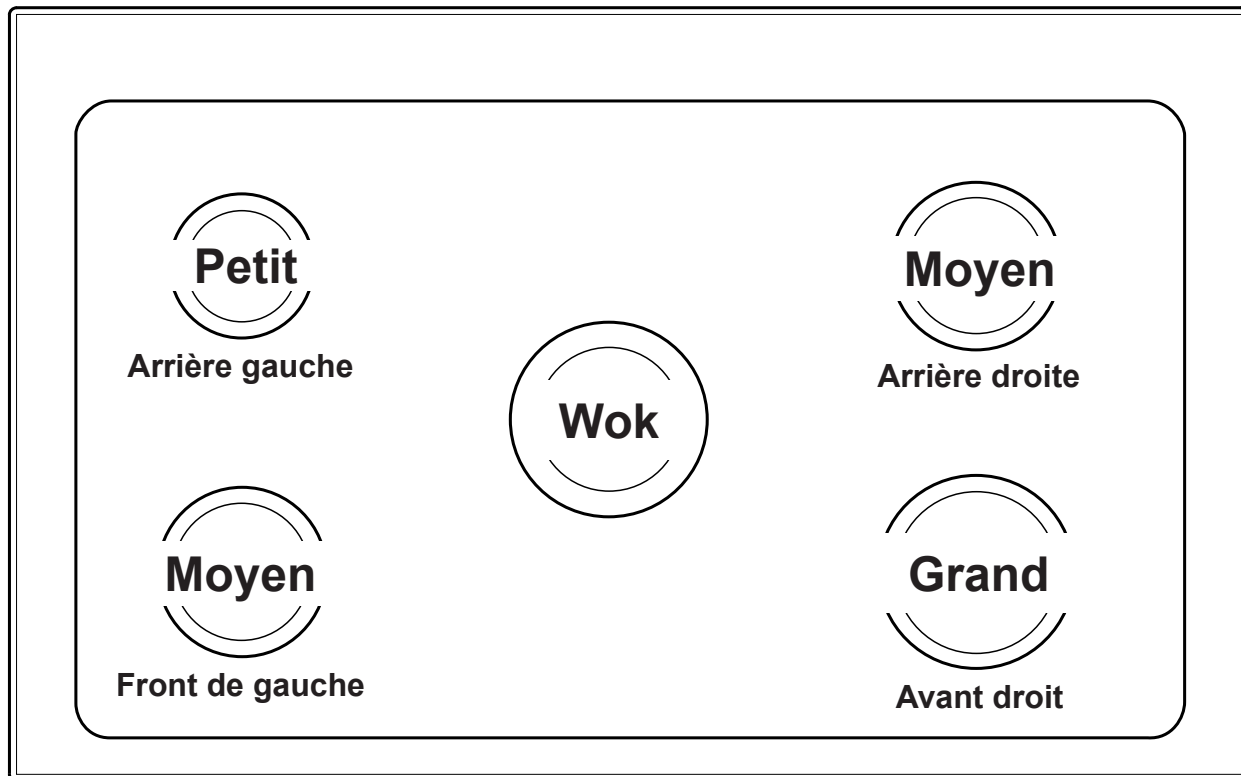 Petit
Arrière gauche
Moyen
Arrière droite
Wok
Moyen
Front de gauche
Grand
Avant droit